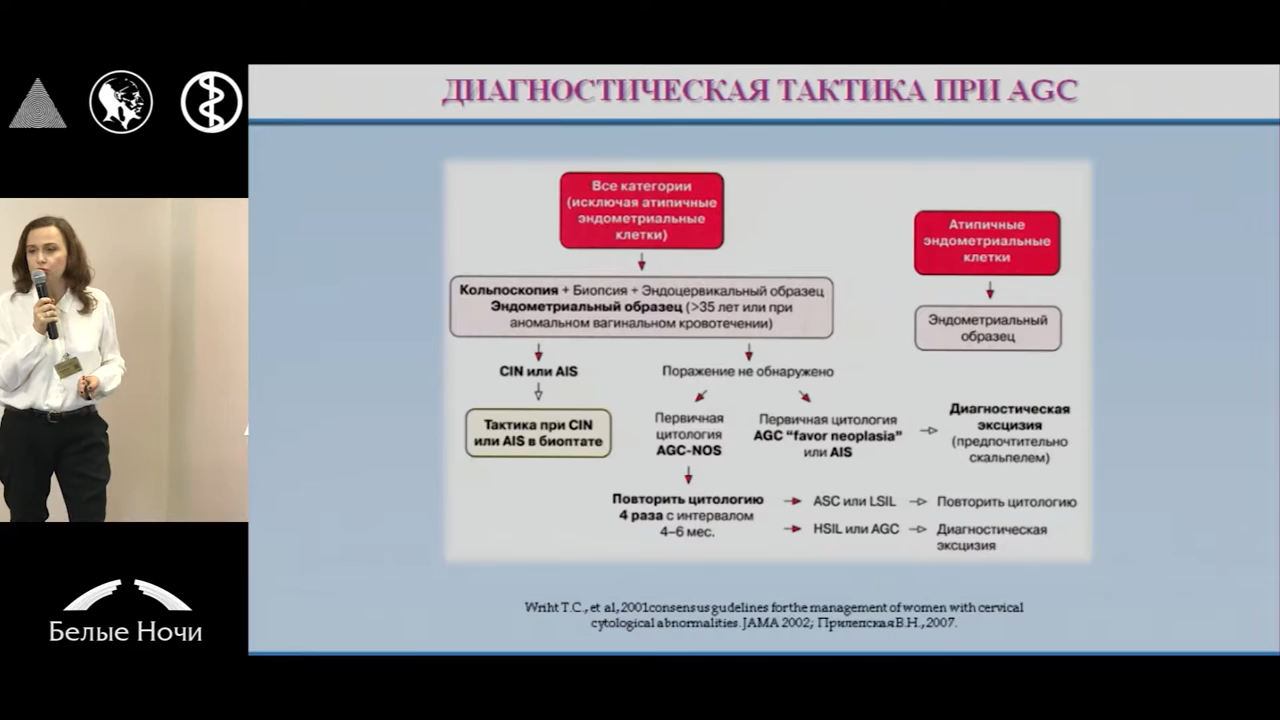 ДИАГНОСТИЧЕСКАЯ ТАКТИКА ПРИ AGC
Все категории
(исключая атипичные
эндометриальные
клетки)
Атипичные
эндометриальные
клетки
Кольпоскопия + Биопсия + Эндоцервикальный образец
Эндометриальный образец (>35 лет или при
аномальном вагинальном кровотечении)
Эндометриальный
образец
CIN или AIS
Поражение не обнаружено
Тактика при CIN
или AIS в биоптате
Первичная
цитология
AGC-NOS
Первичная цитология
AGC “favor neoplasia”
или AIS
Диагностическая
эксцизия
(предпочтительно
скальпелем)
Повторить цитологию
4 раза с интервалом
4–6 мес.
ASC или LSIL
Повторить цитологию
HSIL или AGC
Диагностическая
эксцизия
Wriht T.C., et al, 2001consensus gudelines for the management of women with cervical
cytological abnormalities. JAMA 2002; Прилепская В.Н., 2007.
Белые Ночи